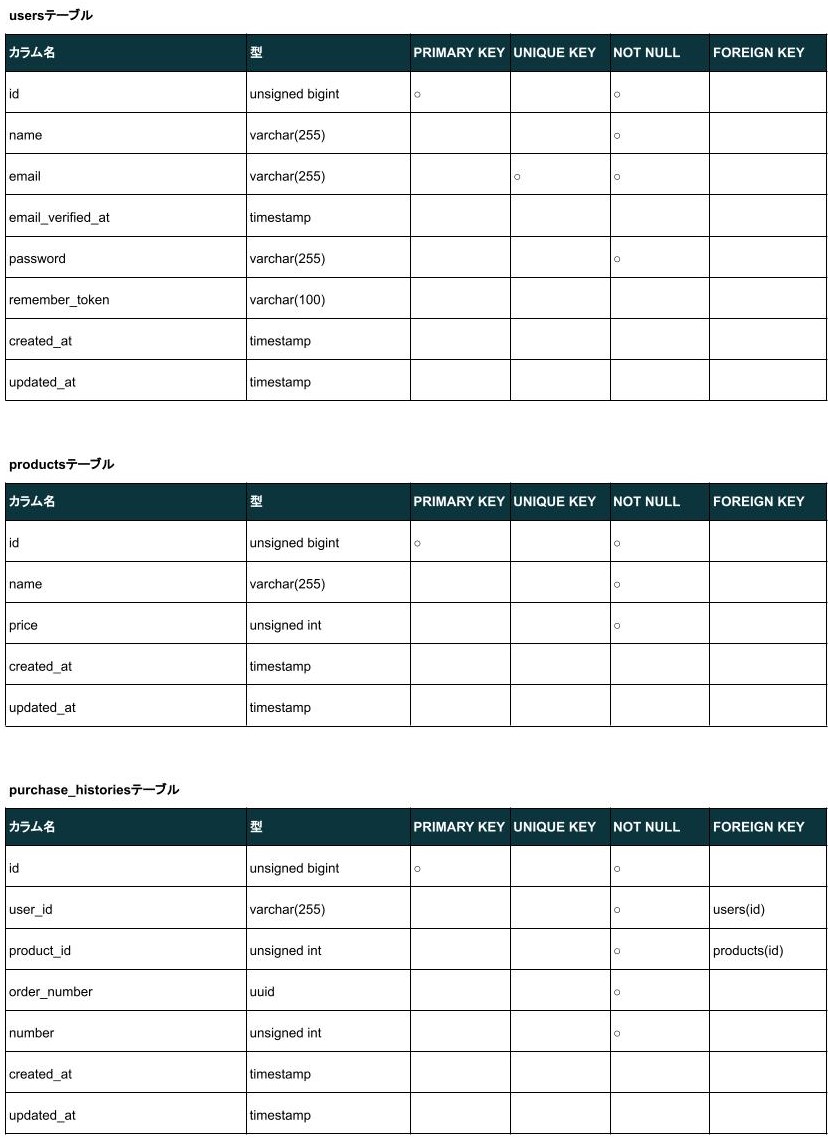 usersテーブル
カラム名 型 PRIMARY KEY UNIQUE KEY NOT NULL FOREIGN KEY
id unsigned bigint ○ ○
name varchar(255) ○
email varchar(255) ○ ○
email_verified_at timestamp
password varchar(255) ○
remember_token varchar(100)
created_at timestamp
updated_at timestamp
productsテーブル
カラム名 型 PRIMARY KEY UNIQUE KEY NOT NULL FOREIGN KEY
id unsigned bigint ○ ○
name varchar(255) ○
price unsigned int ○
created_at timestamp
updated_at timestamp
purchase_historiesテーブル
カラム名 型 PRIMARY KEY UNIQUE KEY NOT NULL FOREIGN KEY
id unsigned bigint ○ ○
user_id varchar(255) ○ users(id)
product_id unsigned int ○ products(id)
order_number uuid ○
number unsigned int ○
created_at timestamp
updated_at timestamp